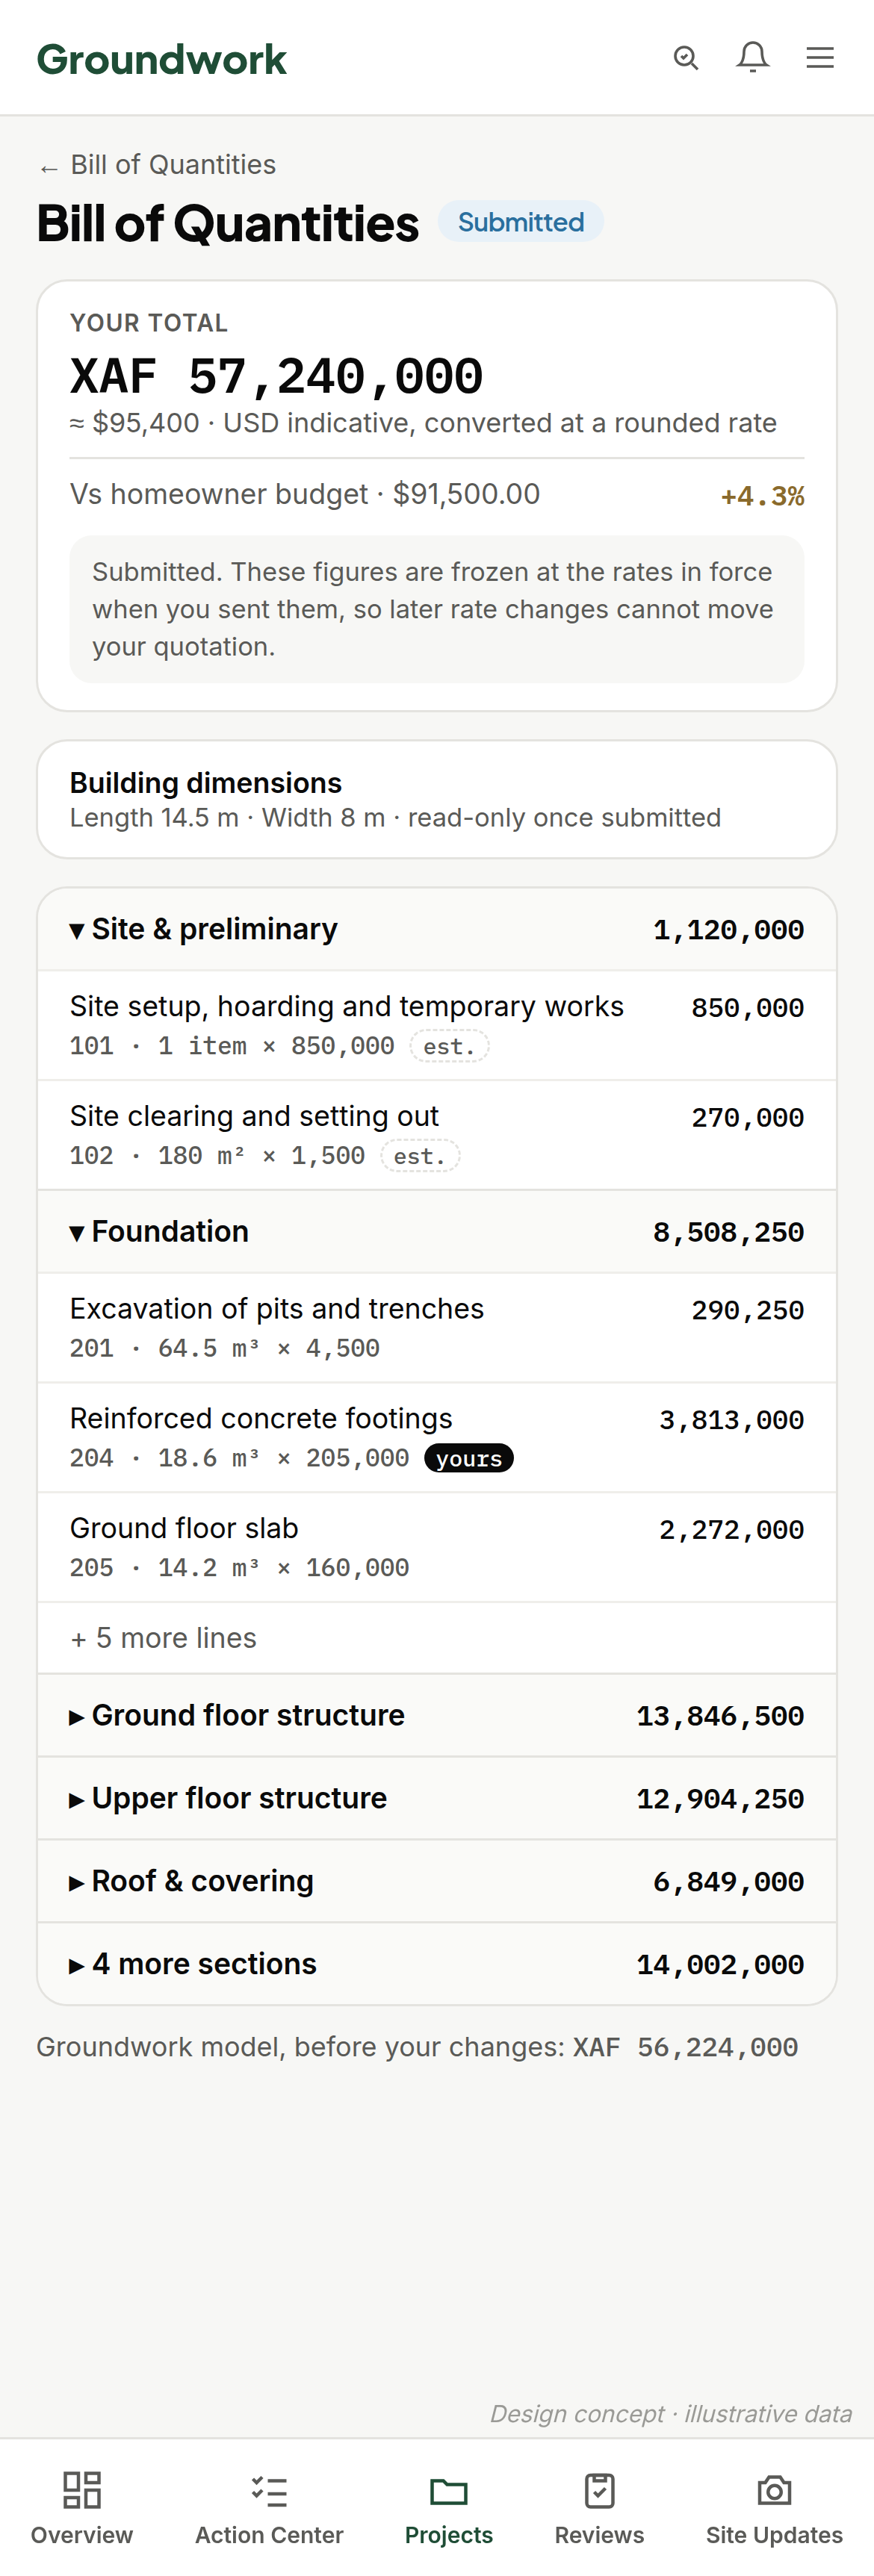 Groundwork
← Bill of Quantities
Bill of Quantities Submitted
YOUR TOTAL
XAF 57,240,000
≈ $95,400 · USD indicative, converted at a rounded rate
Vs homeowner budget · $91,500.00 +4.3%
Submitted. These figures are frozen at the rates in force
when you sent them, so later rate changes cannot move
your quotation.
Building dimensions
Length 14.5 m · Width 8 m · read-only once submitted
▾ Site & preliminary 1,120,000
Site setup, hoarding and temporary works 850,000
101 · 1 item × 850,000 est.
Site clearing and setting out 270,000
102 · 180 m² × 1,500 est.
▾ Foundation 8,508,250
Excavation of pits and trenches 290,250
201 · 64.5 m³ × 4,500
Reinforced concrete footings 3,813,000
204 · 18.6 m³ × 205,000 yours
Ground floor slab 2,272,000
205 · 14.2 m³ × 160,000
+ 5 more lines
▸ Ground floor structure 13,846,500
▸ Upper floor structure 12,904,250
▸ Roof & covering 6,849,000
▸ 4 more sections 14,002,000
Groundwork model, before your changes: XAF 56,224,000
Design concept · illustrative data
Overview Action Center Projects Reviews Site Updates